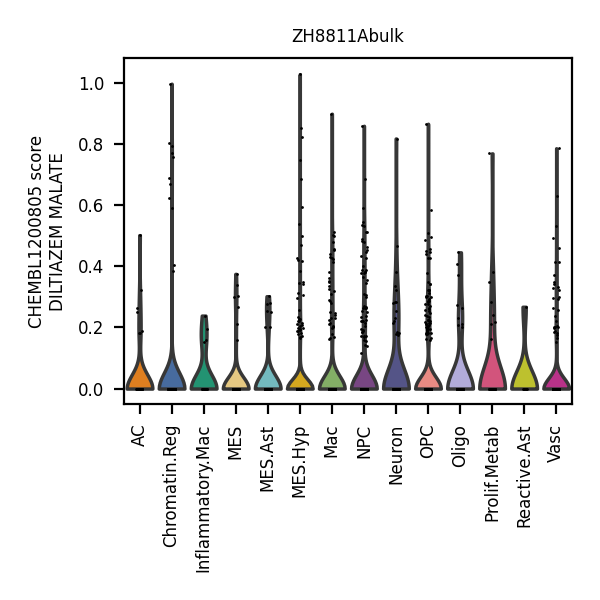 ZH8811Abulk
CHEMBL1200805 score
DILTIAZEM MALATE
1.0
0.8
0.6
0.4
0.2
0.0
AC
Chromatin.Reg
Inflammatory.Mac
MES
MES.Ast
MES.Hyp
Mac
NPC
Neuron
OPC
Oligo
Prolif.Metab
Reactive.Ast
Vasc